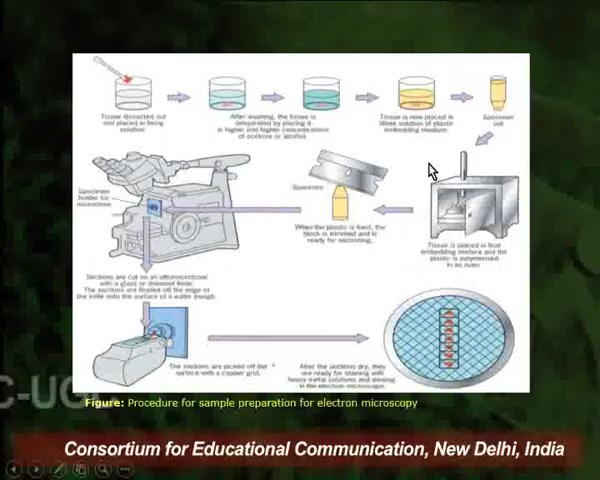 Tissue dissected out
and placed in fixing
solution
After washing, the tissue is
dehydrated by placing it
in higher and higher concentrations
of acetone or alcohol
Tissue is now placed in
dilute solution of plastic
embedding medium
Specimen
Specimen
holder for
microtome
Specimen
When the plastic is hard, the
block is trimmed and is
ready for sectioning.
Tissue is placed in final
embedding mixture and the
plastic is polymerized
in an oven
Sections are cut on an ultramicrotome
with a glass or diamond knife.
The sections are floated off the edge of
the knife onto the surface of a water trough.
The sections are picked off the
surface with a copper grid.
After the sections dry, they
are ready for staining with
heavy metal solutions and viewing
in the electron microscope.
C-UG
Figure: Procedure for sample preparation for electron microscopy
Consortium for Educational Communication, New Delhi, India